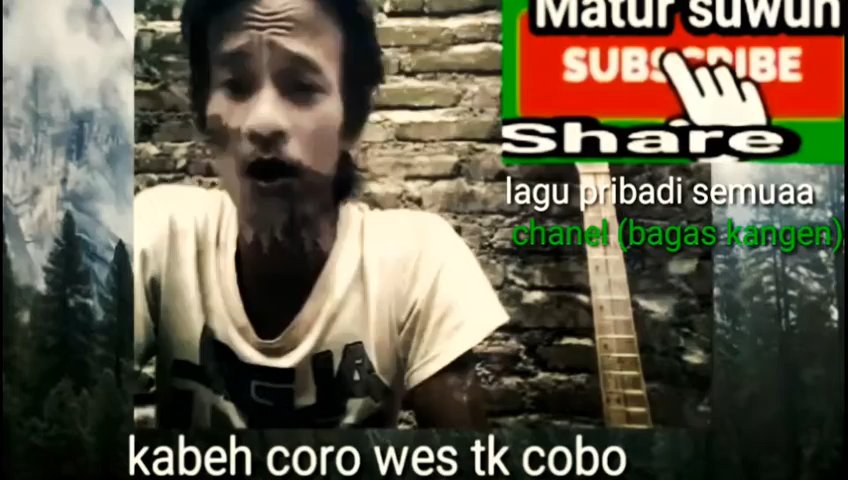 Matur suwun
SUBSCRIBE
Share
lagu pribadi semuaa
chanel (bagas kangen)
kabeh coro wes tk cobo